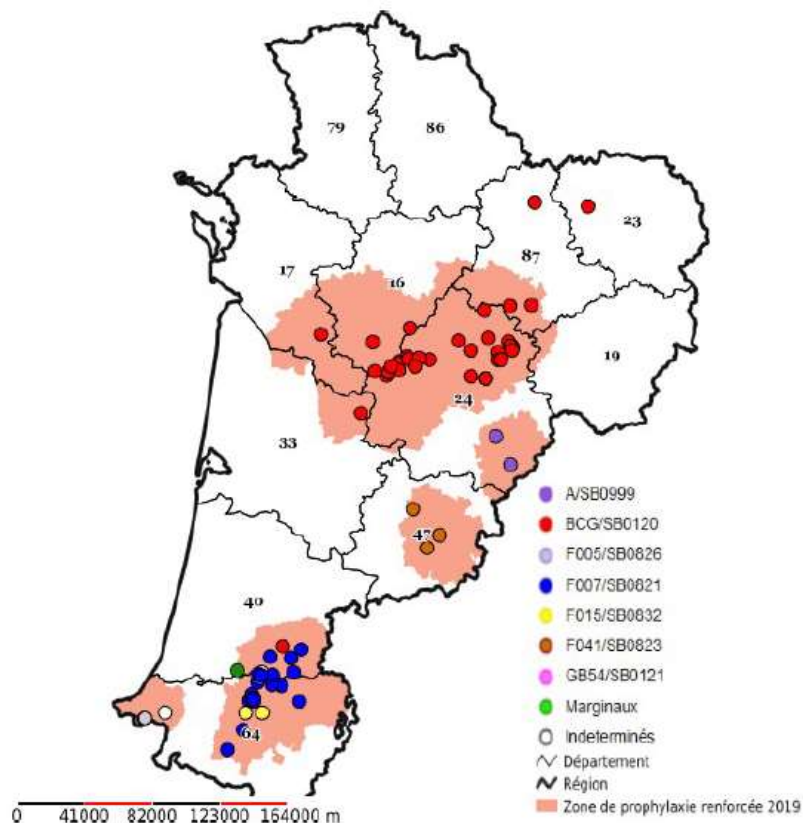 79
86
23
87
17
16
19
24
33
A/SB0999
BCG/SB0120
F005/SB0826
F007/SB0821
F015/SB0832
F041/SB0823
GB54/SB0121
Marginaux
Indeterminés
Département
Région
Zone de prophylaxie renforcée 2019
47
40
64
0 41000 82000 123000 164000 m